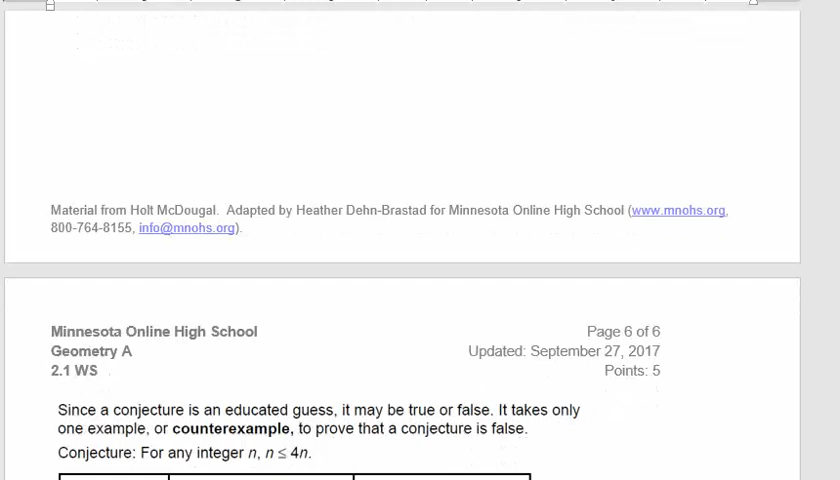 Material from Holt McDougal. Adapted by Heather Dehn-Brastad for Minnesota Online High School (www.mnohs.org,
800-764-8155, info@mnohs.org).
Minnesota Online High School
Page 6 of 6
Geometry A
Updated: September 27, 2017
2.1 WS
Points: 5
Since a conjecture is an educated guess, it may be true or false. It takes only
one example, or counterexample, to prove that a conjecture is false.
Conjecture: For any integer n, n ≤ 4n.